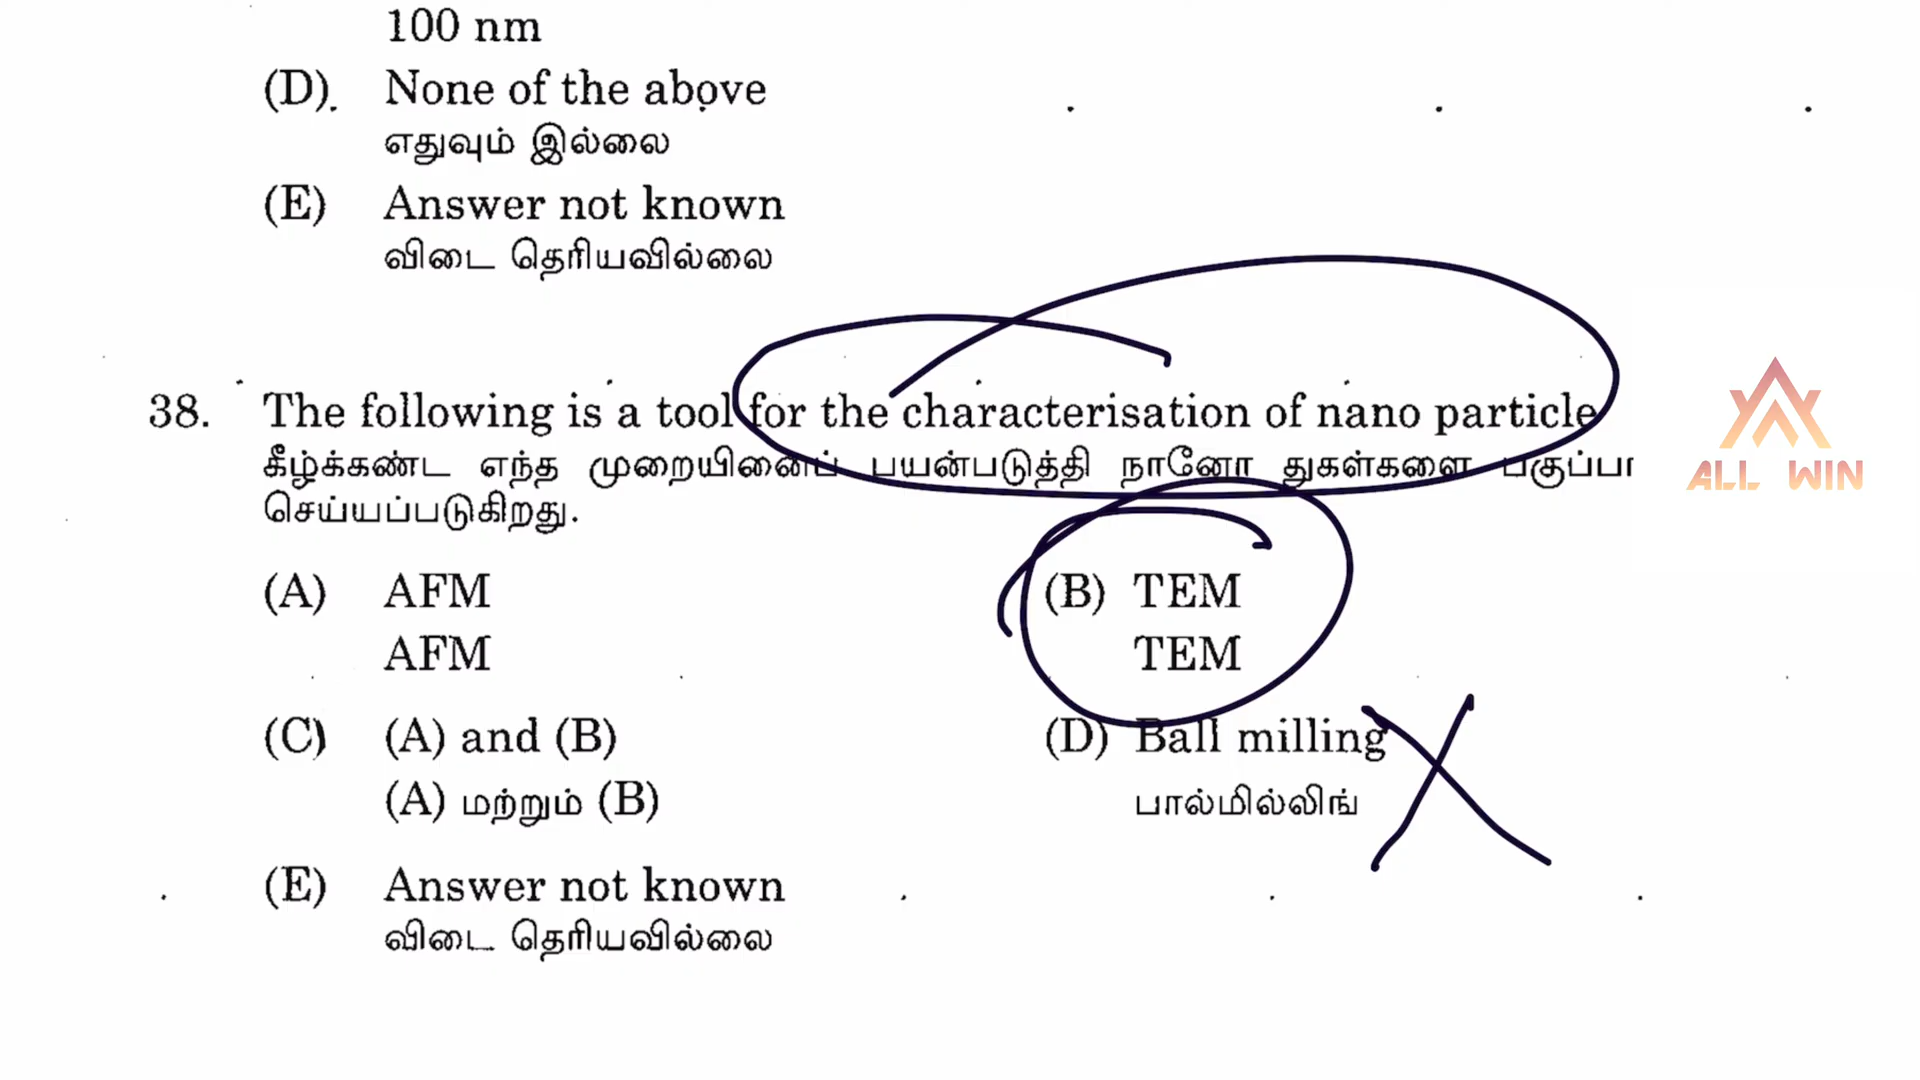 100 nm
(D). None of the above
எதுவும் இல்லை
(E) Answer not known
விடை தெரியவில்லை
38. The following is a tool for the characterisation of nano particle
கீழ்க்கண்ட எந்த முறையினைப் பயன்படுத்தி நானோ துகள்களை பகுப்பா
செய்யப்படுகிறது.
ALL WIN
(A) AFM (B) TEM
AFM TEM
(C) (A) and (B) (D) Ball milling
(A) மற்றும் (B) பால்மில்லிங்
(E) Answer not known
விடை தெரியவில்லை